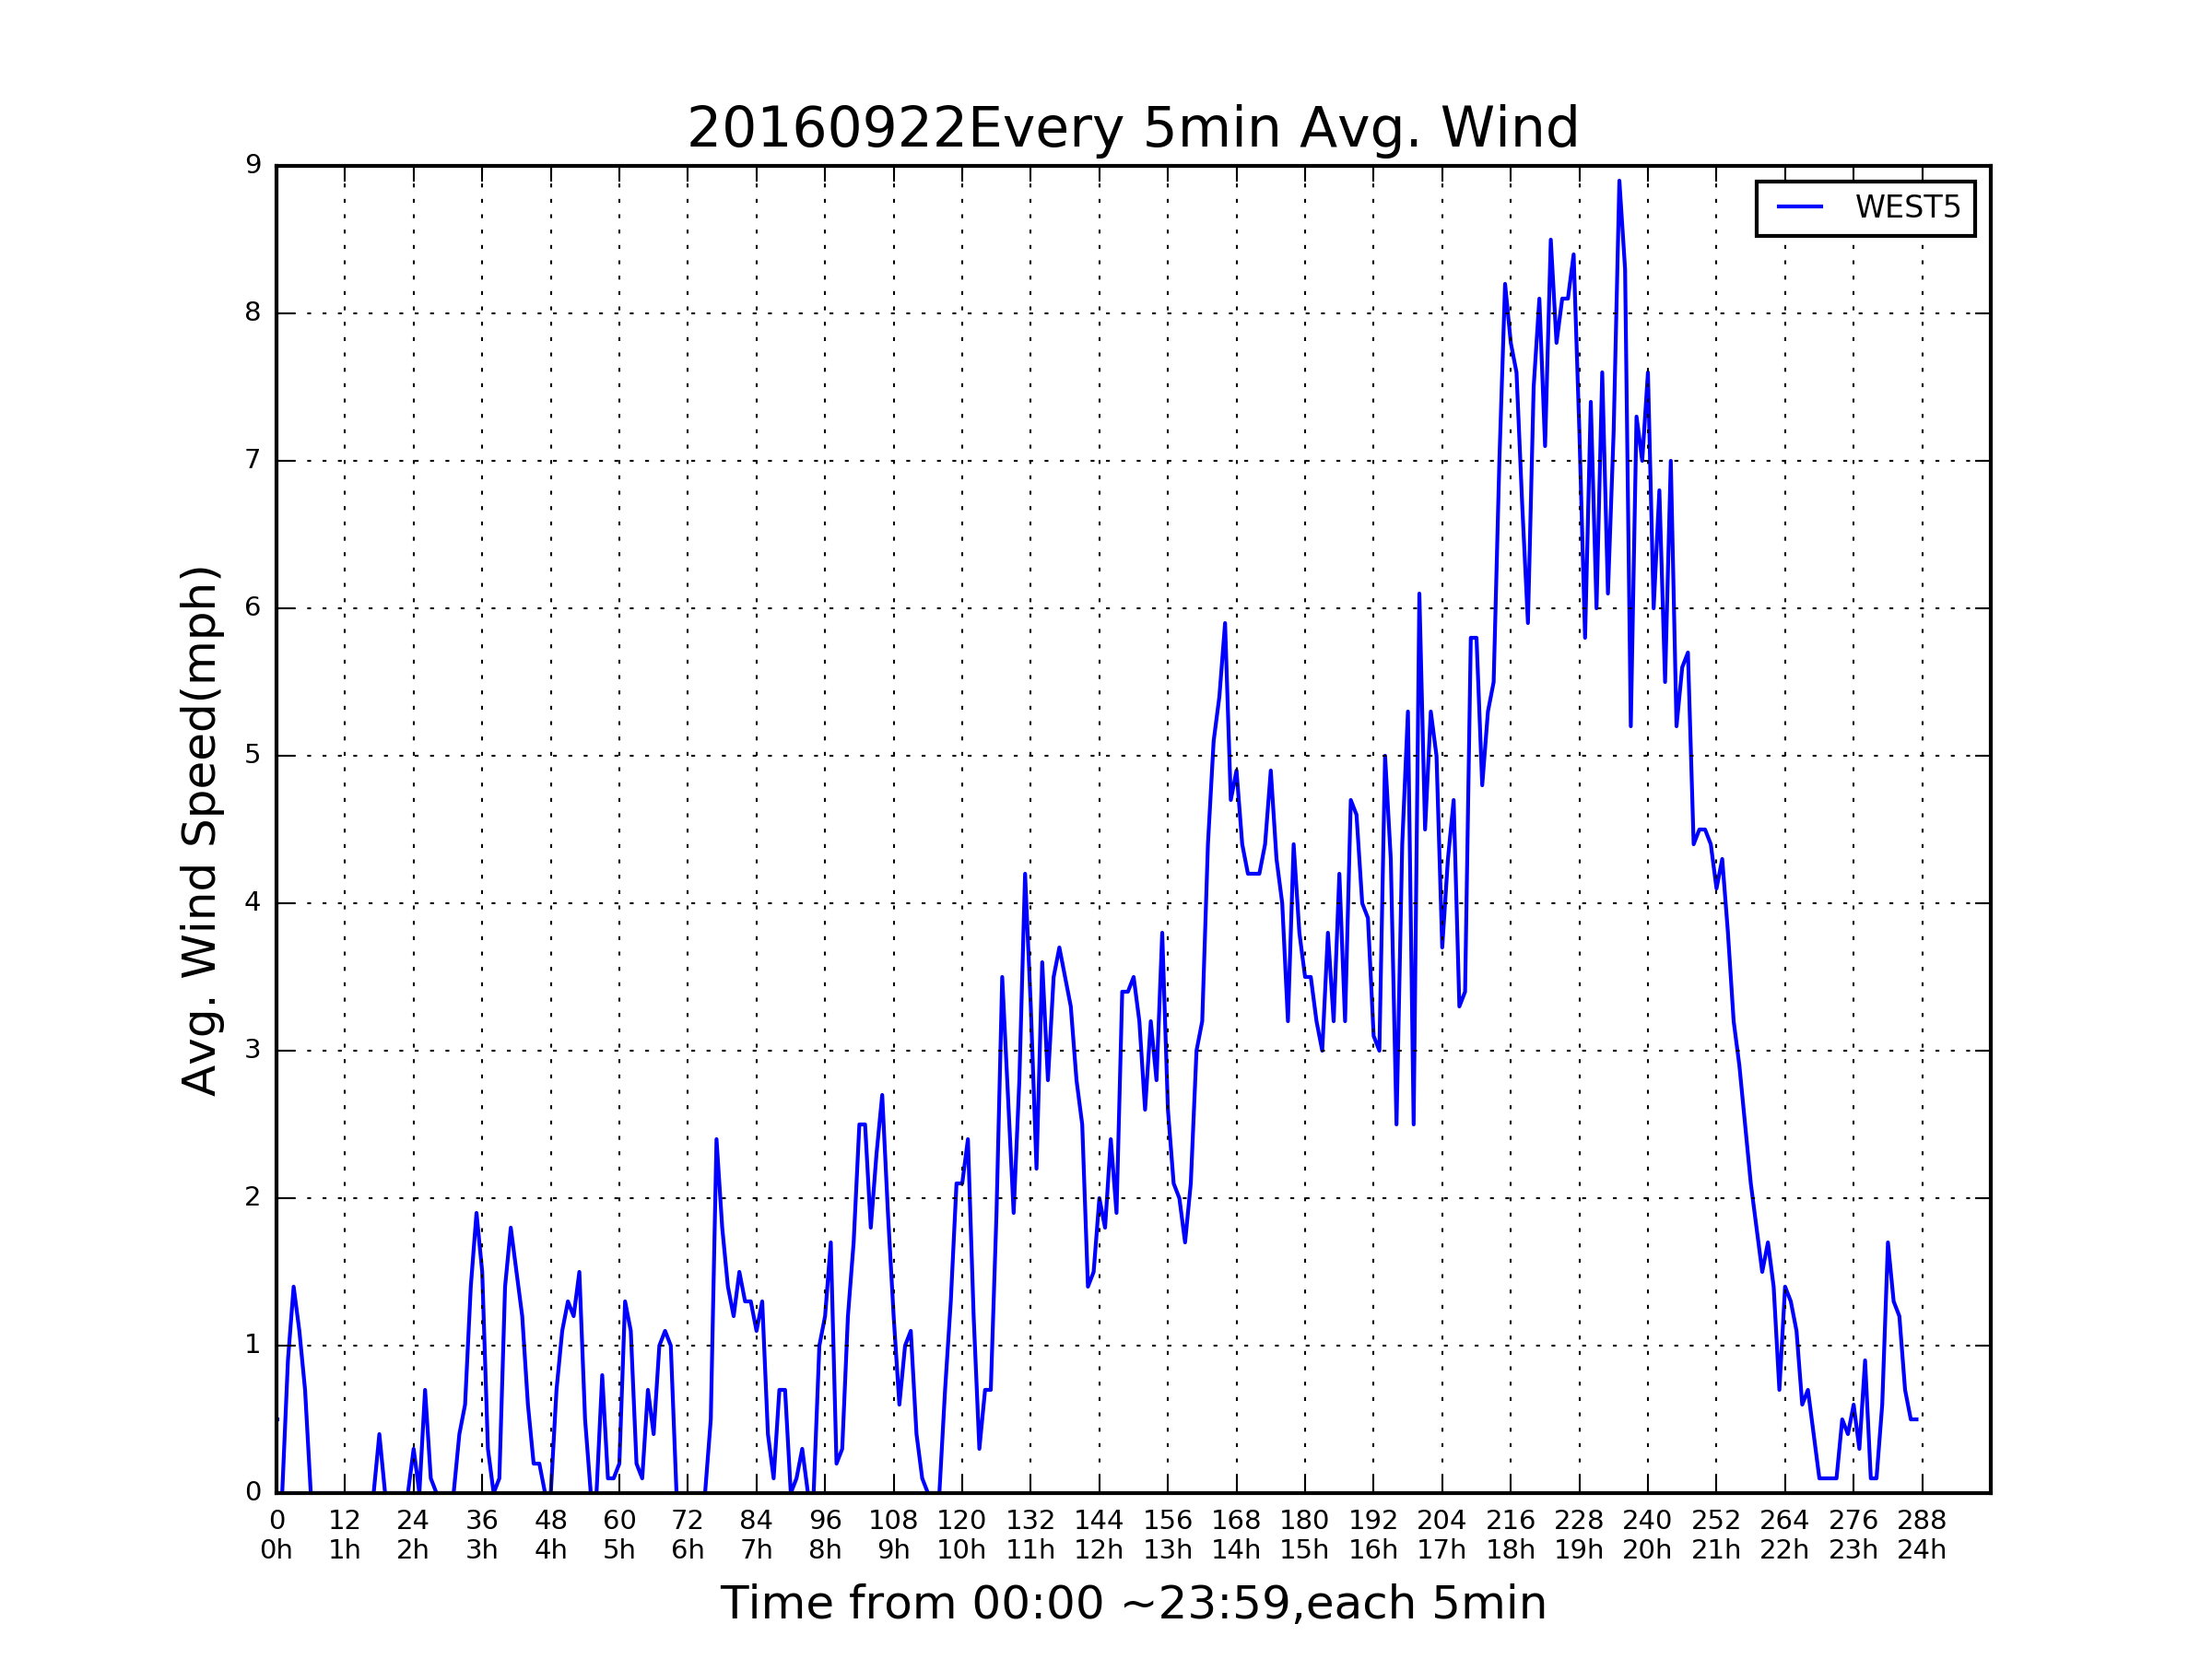 20160922Every 5min Avg. Wind
WEST5
Avg. Wind Speed(mph)
9
8
7
6
5
4
3
2
1
0
0 12 24 36 48 60 72 84 96 108 120 132 144 156 168 180 192 204 216 228 240 252 264 276 288
0h 1h 2h 3h 4h 5h 6h 7h 8h 9h 10h 11h 12h 13h 14h 15h 16h 17h 18h 19h 20h 21h 22h 23h 24h
Time from 00:00 ~23:59,each 5min